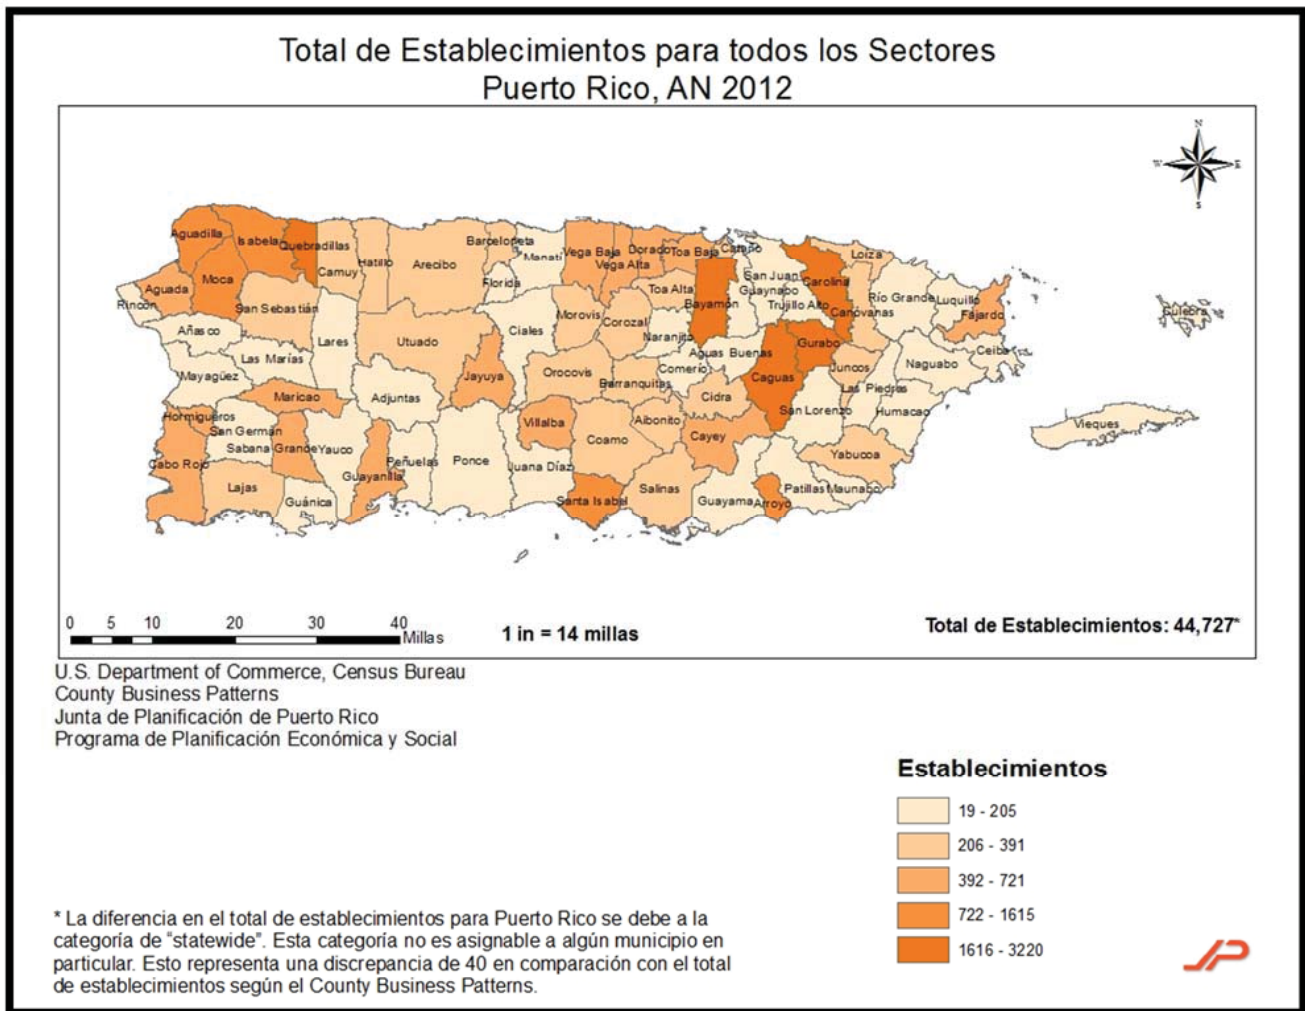 Total de Establecimientos para todos los Sectores
Puerto Rico, AN 2012
N
W
E
S
Aguadilla
Isabela
Quebradillas
Camuy
Hatillo
Arecibo
Barceloneta
Manatí
Vega Baja
Vega Alta
Dorado
Toa Baja
Cataño
San Juan
Guaynabo
Carolina
Loiza
Moca
Aguada
Rincón
San Sebastián
Florida
Toa Alta
Bayamón
Trujillo Alto
Canóvanas
Río Grande
Luquillo
Fajardo
Culebra
Añasco
Lares
Utuado
Ciales
Morovis
Corozal
Naranjito
Aguas Buenas
Gurabo
Ceiba
Las Marías
Mayagüez
Maricao
Adjuntas
Jayuya
Orocovis
Barranquitas
Comerío
Caguas
Juncos
Naguabo
Las Piedras
Humacao
Cidra
San Lorenzo
Hormigueros
San Germán
Sabana Grande
Yauco
Villalba
Coamo
Aibonito
Cayey
Yabucoa
Vieques
Cabo Rojo
Lajas
Guánica
Guayanilla
Peñuelas
Ponce
Juana Díaz
Santa Isabel
Salinas
Guayama
Arroyo
Patillas
Maunabo
0 5 10 20 30 40
Millas
1 in = 14 millas
Total de Establecimientos: 44,727*
U.S. Department of Commerce, Census Bureau
County Business Patterns
Junta de Planificación de Puerto Rico
Programa de Planificación Económica y Social
Establecimientos
19 - 205
206 - 391
392 - 721
722 - 1615
1616 - 3220
* La diferencia en el total de establecimientos para Puerto Rico se debe a la
categoría de “statewide”. Esta categoría no es asignable a algún municipio en
particular. Esto representa una discrepancia de 40 en comparación con el total
de establecimientos según el County Business Patterns.